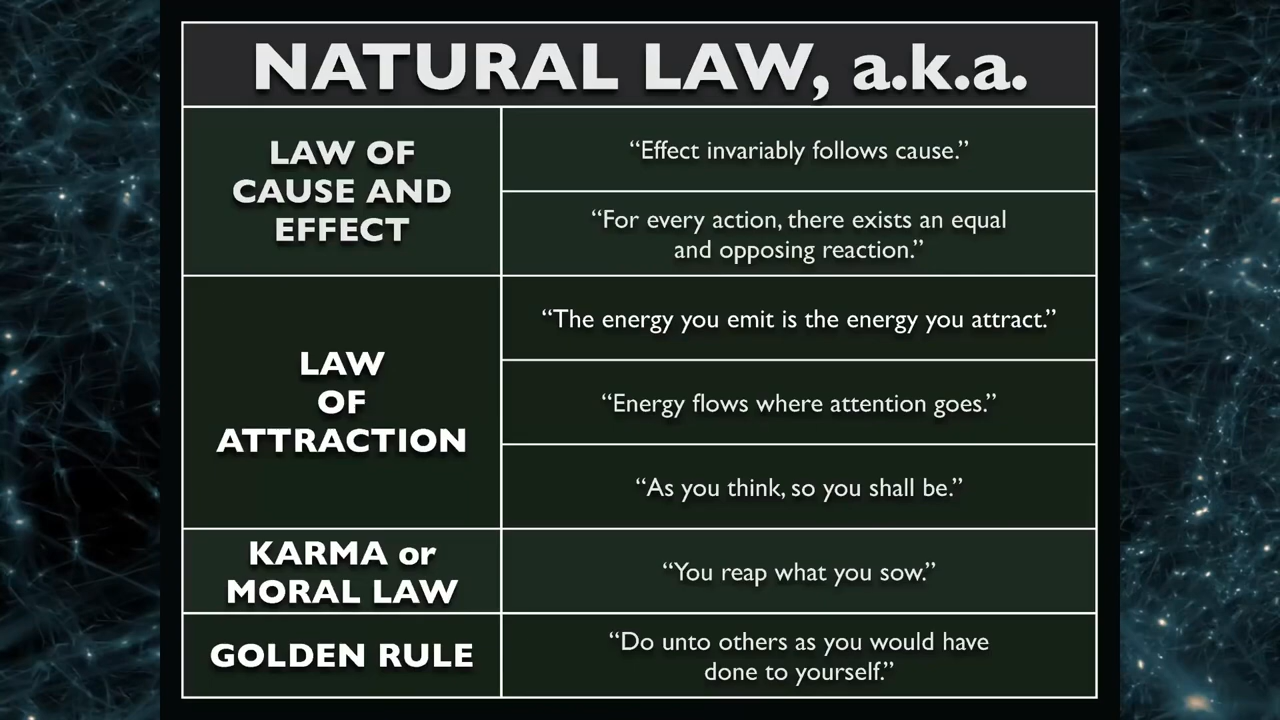 NATURAL LAW, a.k.a.
LAW OF
CAUSE AND
EFFECT
“Effect invariably follows cause.”
“For every action, there exists an equal
and opposing reaction.”
LAW
OF
ATTRACTION
“The energy you emit is the energy you attract.”
“Energy flows where attention goes.”
“As you think, so you shall be.”
KARMA or
MORAL LAW
“You reap what you sow.”
GOLDEN RULE
“Do unto others as you would have
done to yourself.”